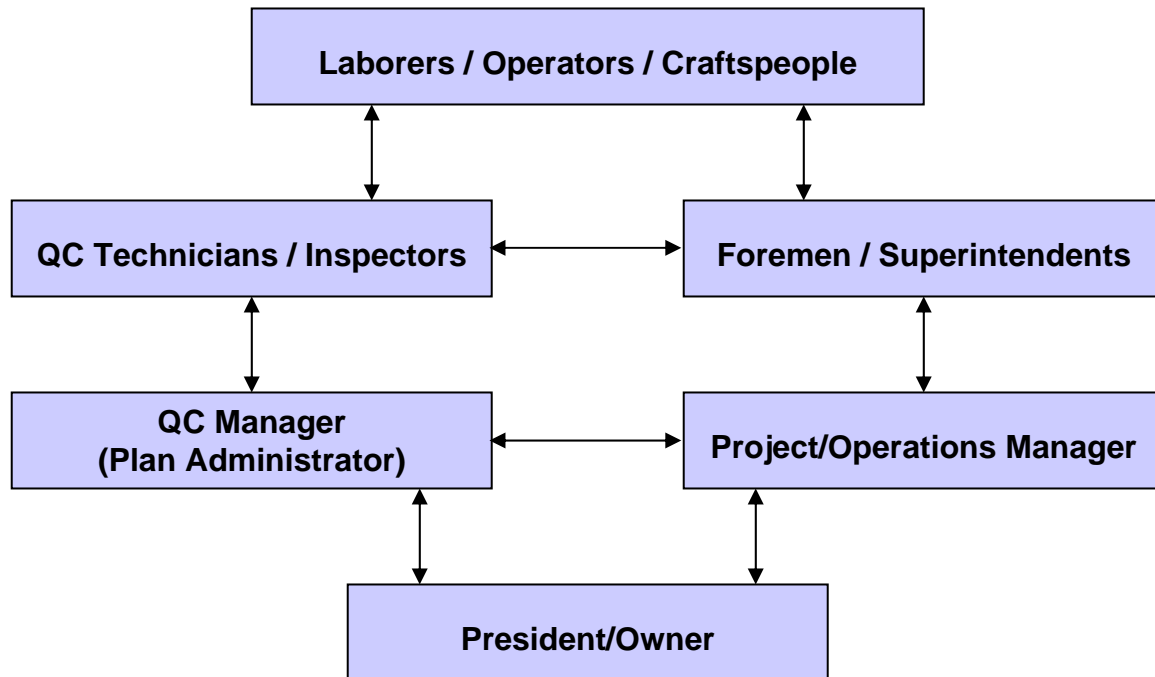 Laborers / Operators / Craftspeople
QC Technicians / Inspectors
Foremen / Superintendents
QC Manager
(Plan Administrator)
Project/Operations Manager
President/Owner